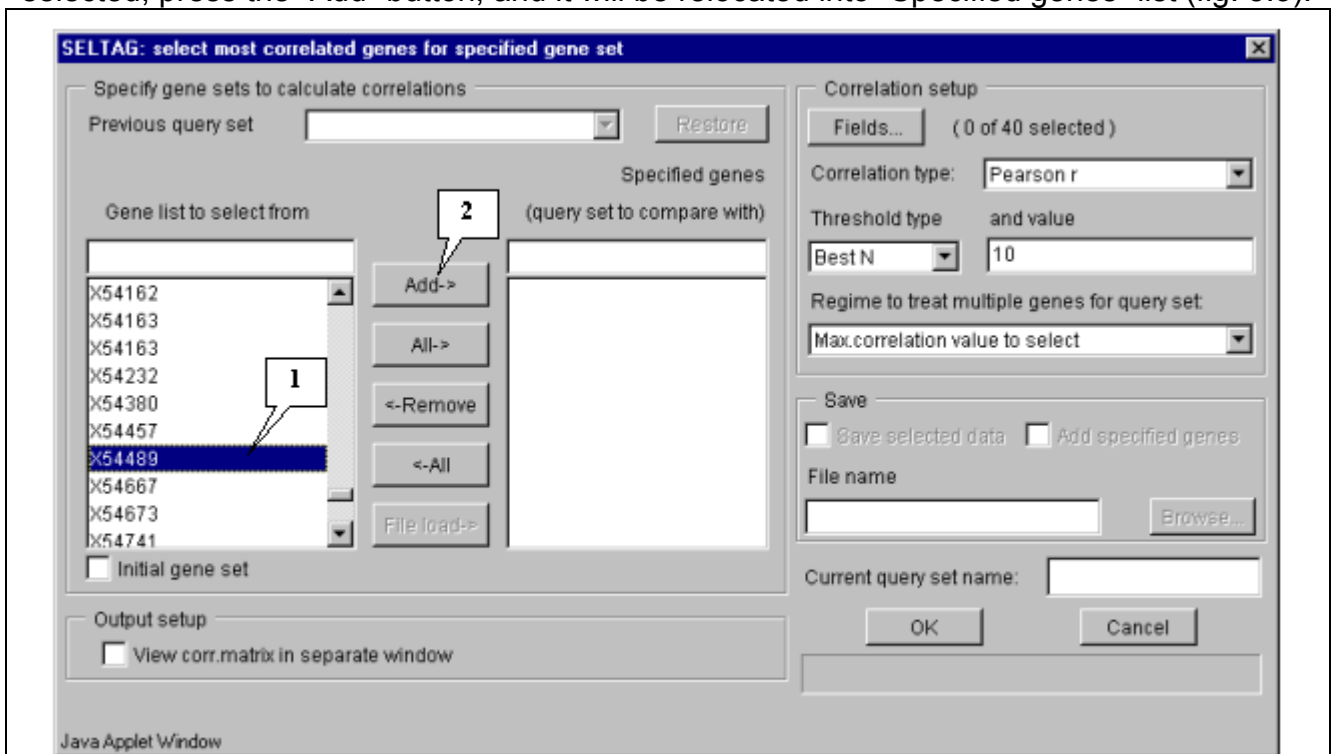 selected, press the "Add" button, and it will be relocated into "Specified genes" list (fig.
SELTAG: select most correlated genes for specified gene set
Specify gene sets to calculate correlations
Previous query set
Restore
Specified genes
Gene list to select from
2
(query set to compare with)
X54162
X54163
X54163
X54232
X54380
X54457
X54489
X54667
X54673
X54741
1
Add->
All->
<-Remove
<-All
File load->
Initial gene set
Output setup
View corr.matrix in separate window
Correlation setup
Fields...
( 0 of 40 selected )
Correlation type:
Pearson r
Threshold type
and value
Best N
10
Regime to treat multiple genes for query set:
Max.correlation value to select
Save
Save selected data
Add specified genes
File name
Browse...
Current query set name:
OK
Cancel
Java Applet Window